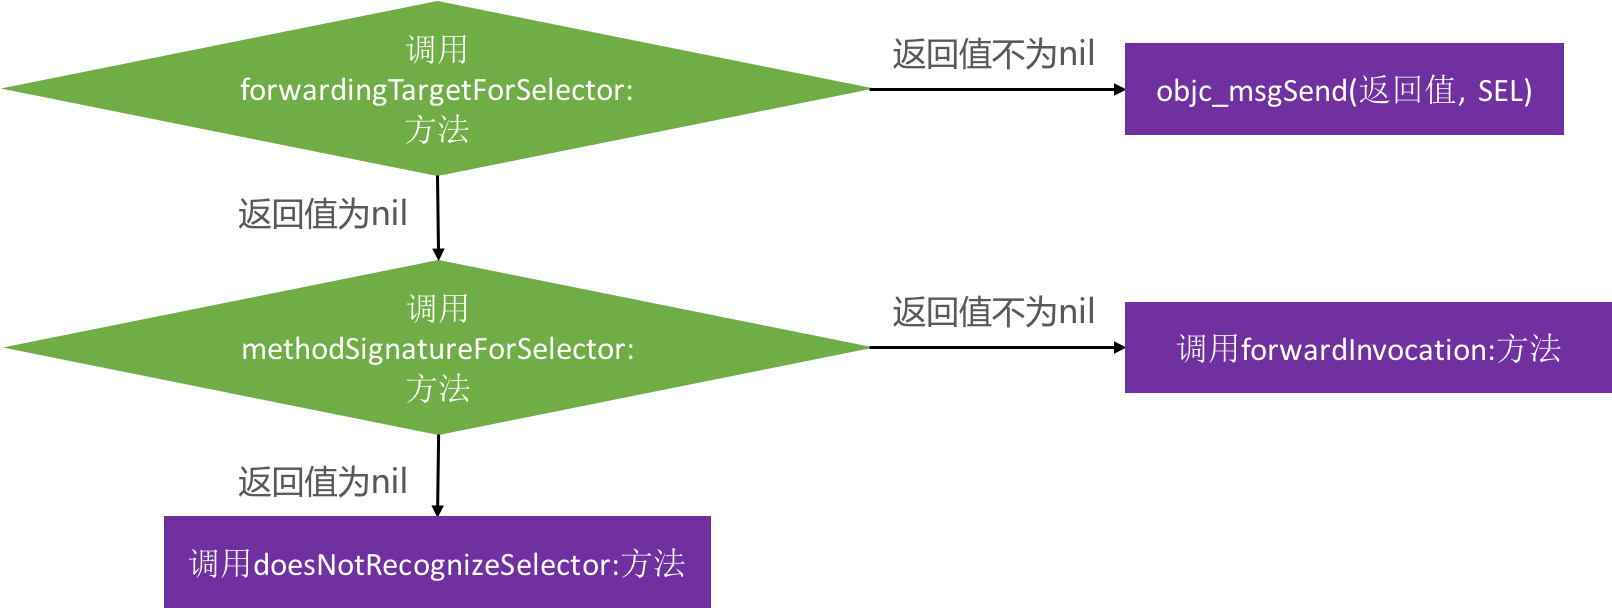 调用
forwardingTargetForSelector:
方法
返回值不为nil
objc_msgSend(返回值, SEL)
返回值为nil
调用
methodSignatureForSelector:
方法
返回值不为nil
调用forwardInvocation:方法
返回值为nil
调用doesNotRecognizeSelector:方法